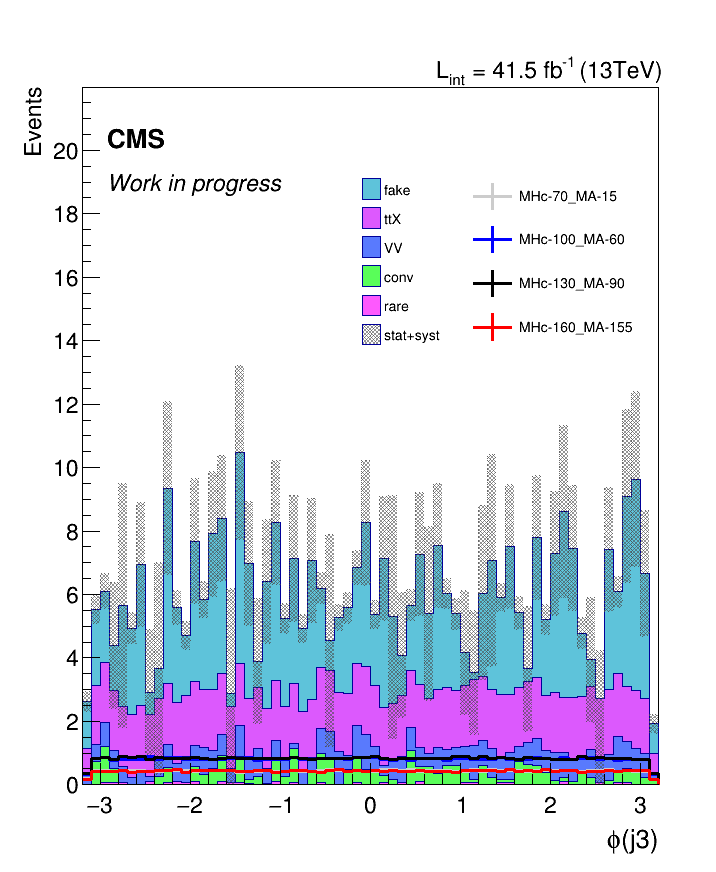 L_int = 41.5 fb^-1 (13TeV)
Events
CMS
Work in progress
fake
ttX
VV
conv
rare
stat+syst
MHc-70_MA-15
MHc-100_MA-60
MHc-130_MA-90
MHc-160_MA-155
20
18
16
14
12
10
8
6
4
2
0
−3 −2 −1 0 1 2 3
ϕ(j3)